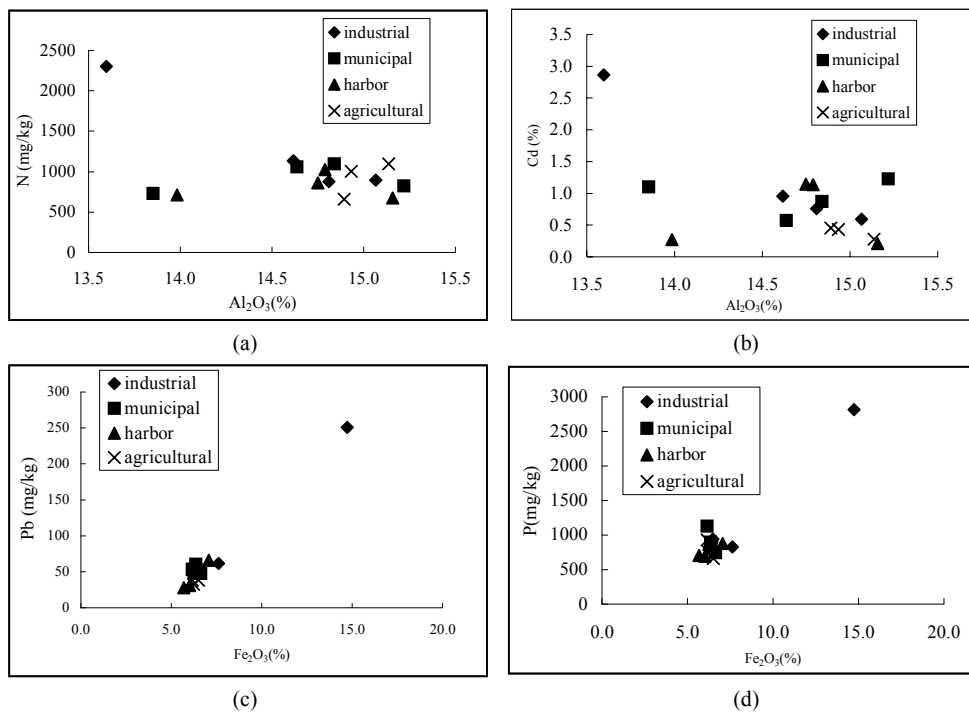 industrial
municipal
harbor
agricultural
2500
2000
1500
1000
500
0
N (mg/kg)
13.5 14.0 14.5 15.0 15.5
Al₂O₃(%)
(a)
industrial
municipal
harbor
agricultural
3.5
3.0
2.5
2.0
1.5
1.0
0.5
0.0
Cd (%)
13.5 14.0 14.5 15.0 15.5
Al₂O₃(%)
(b)
industrial
municipal
harbor
agricultural
300
250
200
150
100
50
0
Pb (mg/kg)
0.0 5.0 10.0 15.0 20.0
Fe₂O₃(%)
(c)
industrial
municipal
harbor
agricultural
3000
2500
2000
1500
1000
500
0
P(mg/kg)
0.0 5.0 10.0 15.0 20.0
Fe₂O₃(%)
(d)